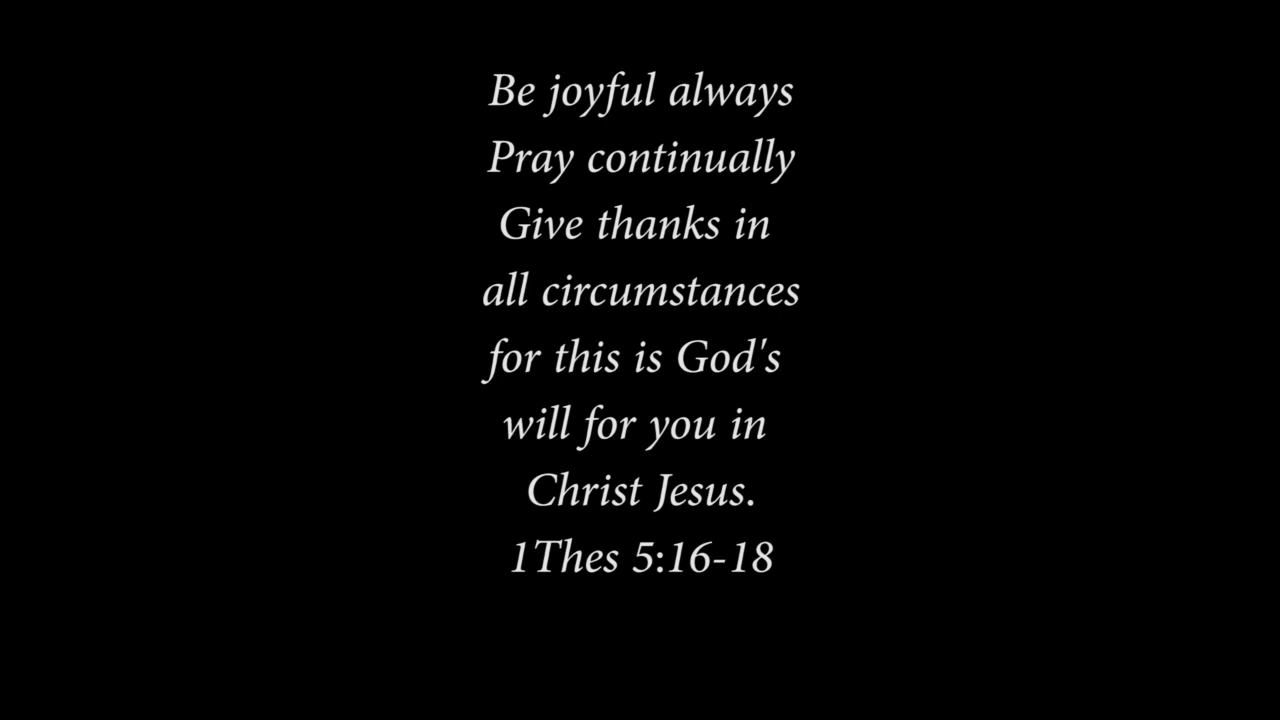 Be joyful always
Pray continually
Give thanks in
all circumstances
for this is God's
will for you in
Christ Jesus.
1Thes 5:16-18